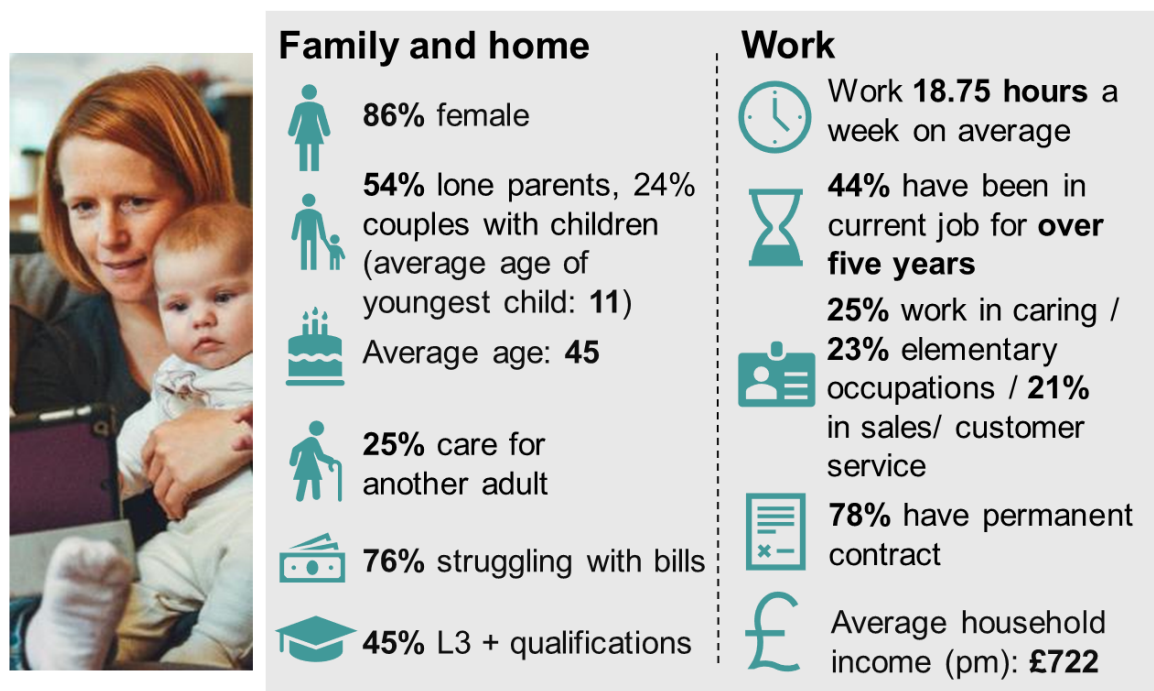 Family and home
86% female
54% lone parents, 24%
couples with children
(average age of
youngest child: 11)
Average age: 45
25% care for
another adult
76% struggling with bills
45% L3 + qualifications
Work
Work 18.75 hours a
week on average
44% have been in
current job for over
five years
25% work in caring /
23% elementary
occupations / 21%
in sales/ customer
service
78% have permanent
contract
Average household
income (pm): £722